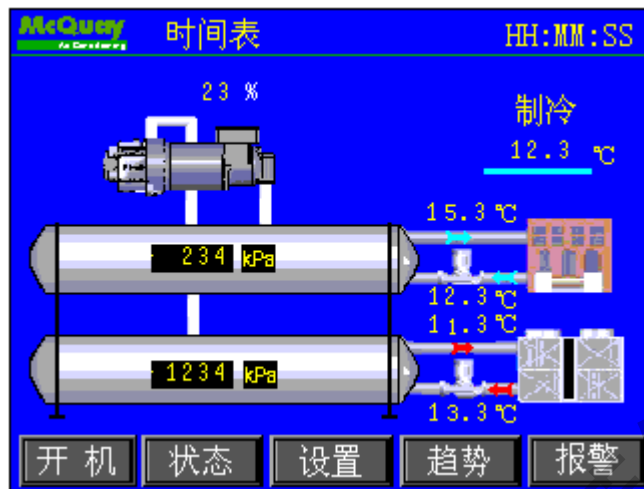 McQuay 时间表 HH:MM:SS
Air Conditioning
23 %
制冷
12.3 ℃
15.3℃
234 kPa
12.3℃
11.3℃
1234 kPa
13.3℃
开 机 状态 设置 趋势 报警